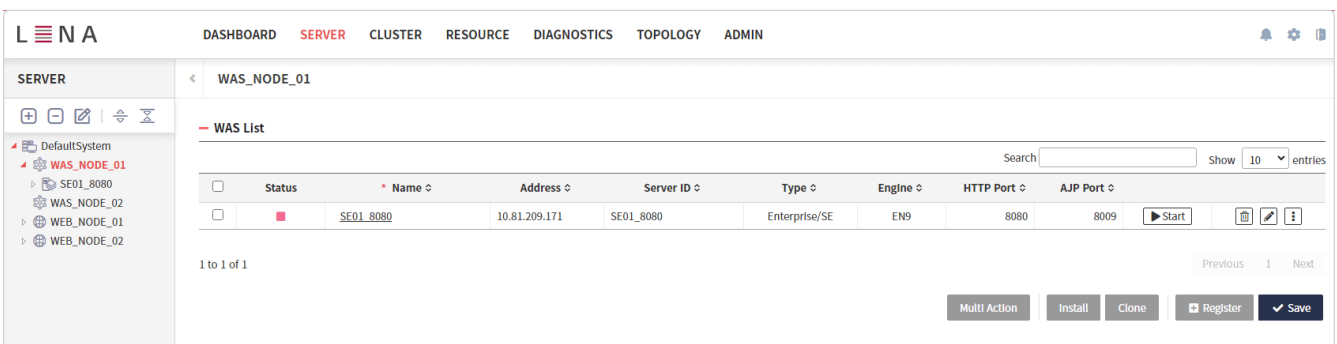 LENA
DASHBOARD SERVER CLUSTER RESOURCE DIAGNOSTICS TOPOLOGY ADMIN
SERVER
WAS_NODE_01
WAS List
DefaultSystem
WAS_NODE_01
SE01_8080
WAS_NODE_02
WEB_NODE_01
WEB_NODE_02
Search
Show 10 entries
Status * Name Address Server ID Type Engine HTTP Port AJP Port
SE01_8080 10.81.209.171 SE01_8080 Enterprise/SE EN9 8080 8009 Start
1 to 1 of 1
Previous 1 Next
Multi Action Install Clone Register Save